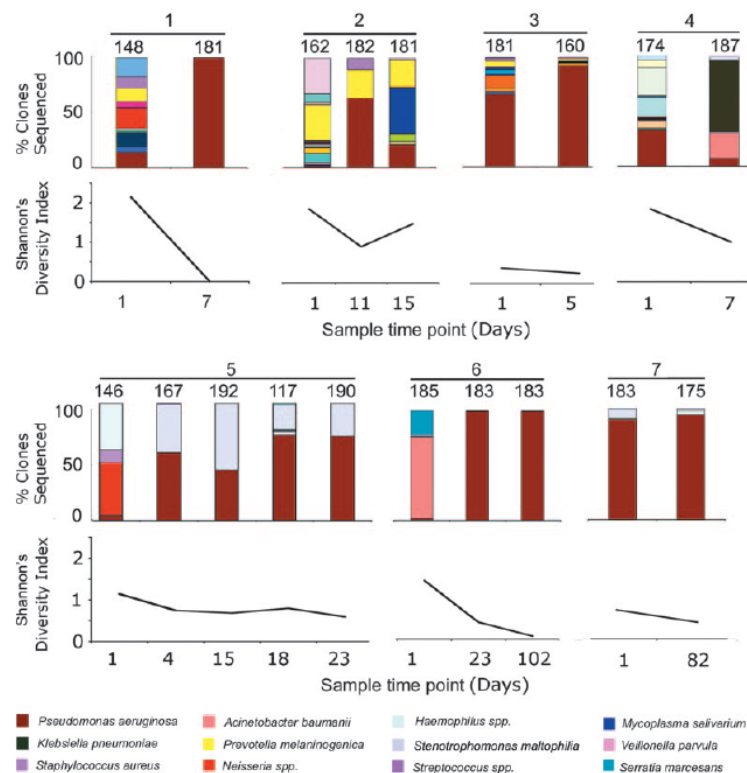 1 2 3 4
148 181 162 182 181 181 160 174 187
% Clones Sequenced
100
50
0
Shannon's Diversity Index
2
1
0
1 7 1 11 15 1 5 1 7
Sample time point (Days)
5 6 7
146 167 192 117 190 185 183 183 183 175
% Clones Sequenced
100
50
0
Shannon's Diversity Index
2
1
0
1 4 15 18 23 1 23 102 1 82
Sample time point (Days)
Pseudomonas aeruginosa Acinetobacter baumanii Haemophilus spp. Mycoplasma salivarium
Klebsiella pneumoniae Prevotella melaninogenica Stenotrophomonas maltophilia Veillonella parvula
Staphylococcus aureus Neisseria spp. Streptococcus spp. Serratia marcesans